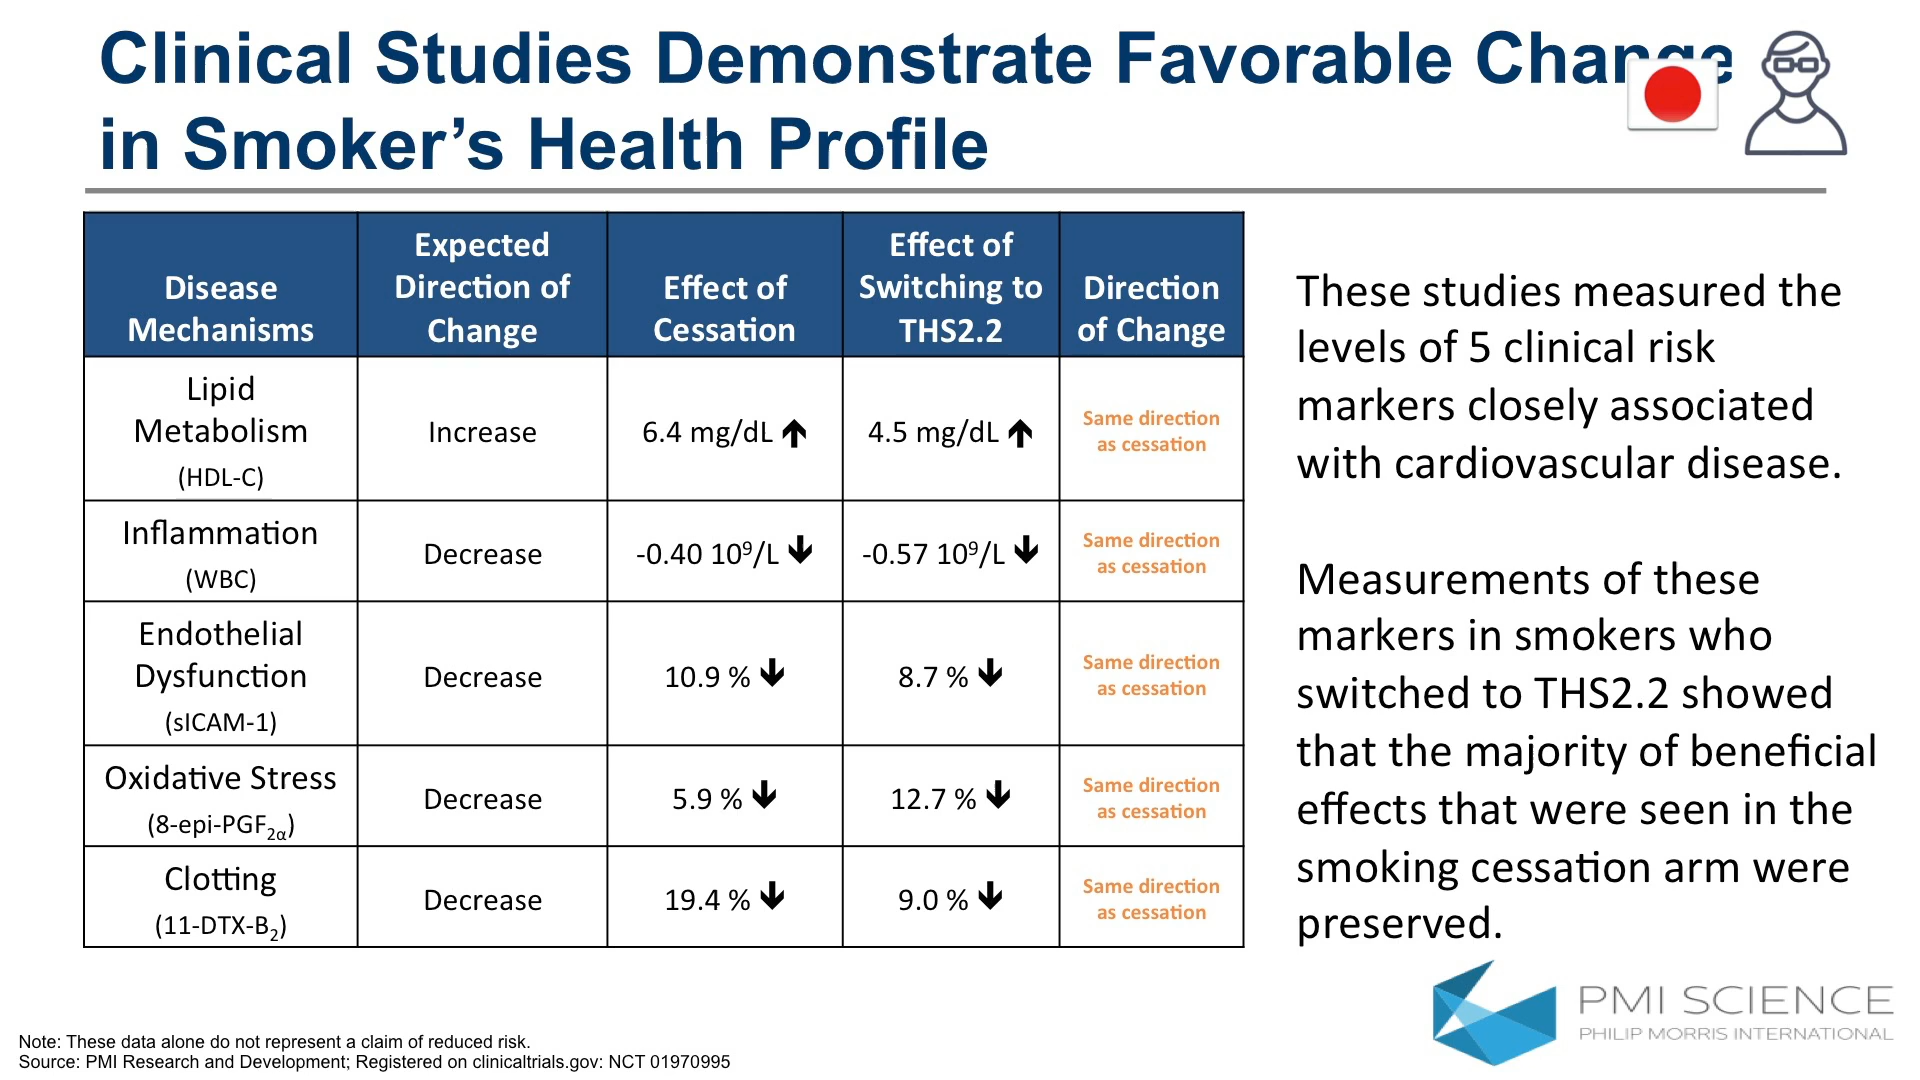 Clinical Studies Demonstrate Favorable Change
in Smoker’s Health Profile
Disease
Mechanisms
Expected
Direction of
Change
Effect of
Cessation
Effect of
Switching to
THS2.2
Direction
of Change
Lipid
Metabolism
(HDL-C)
Increase
6.4 mg/dL 🡹
4.5 mg/dL 🡹
Same direction
as cessation
Inflammation
(WBC)
Decrease
-0.40 10⁹/L 🡻
-0.57 10⁹/L 🡻
Same direction
as cessation
Endothelial
Dysfunction
(sICAM-1)
Decrease
10.9 % 🡻
8.7 % 🡻
Same direction
as cessation
Oxidative Stress
(8-epi-PGF₂α)
Decrease
5.9 % 🡻
12.7 % 🡻
Same direction
as cessation
Clotting
(11-DTX-B₂)
Decrease
19.4 % 🡻
9.0 % 🡻
Same direction
as cessation
These studies measured the
levels of 5 clinical risk
markers closely associated
with cardiovascular disease.
Measurements of these
markers in smokers who
switched to THS2.2 showed
that the majority of beneficial
effects that were seen in the
smoking cessation arm were
preserved.
PMI SCIENCE
PHILIP MORRIS INTERNATIONAL
Note: These data alone do not represent a claim of reduced risk.
Source: PMI Research and Development; Registered on clinicaltrials.gov: NCT 01970995